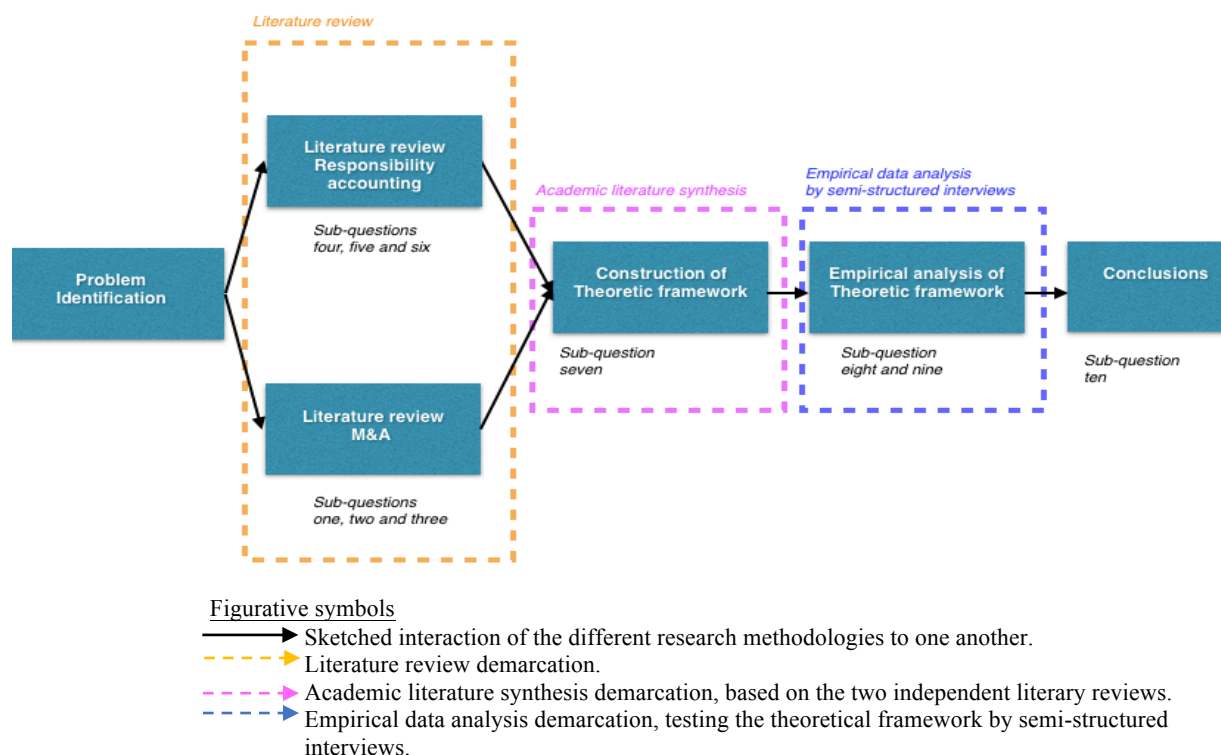 Literature review
Literature review
Responsibility
accounting
Sub-questions
four, five and six
Problem
Identification
Literature review
M&A
Sub-questions
one, two and three
Academic literature synthesis
Construction of
Theoretic framework
Sub-question
seven
Empirical data analysis
by semi-structured interviews
Empirical analysis of
Theoretic framework
Sub-question
eight and nine
Conclusions
Sub-question
ten
Figurative symbols
Sketched interaction of the different research methodologies to one another.
Literature review demarcation.
Academic literature synthesis demarcation, based on the two independent literary reviews.
Empirical data analysis demarcation, testing the theoretical framework by semi-structured
interviews.